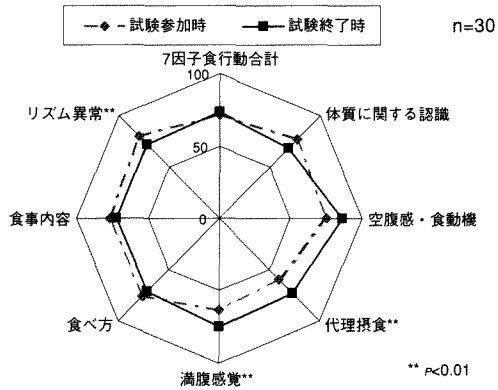 試験参加時 試験終了時
n=30
7因子食行動合計
100
リズム異常**
体質に関する認識
50
食事内容
0
空腹感・食動機
食べ方
代理摂食**
満腹感覚**
** P<0.01